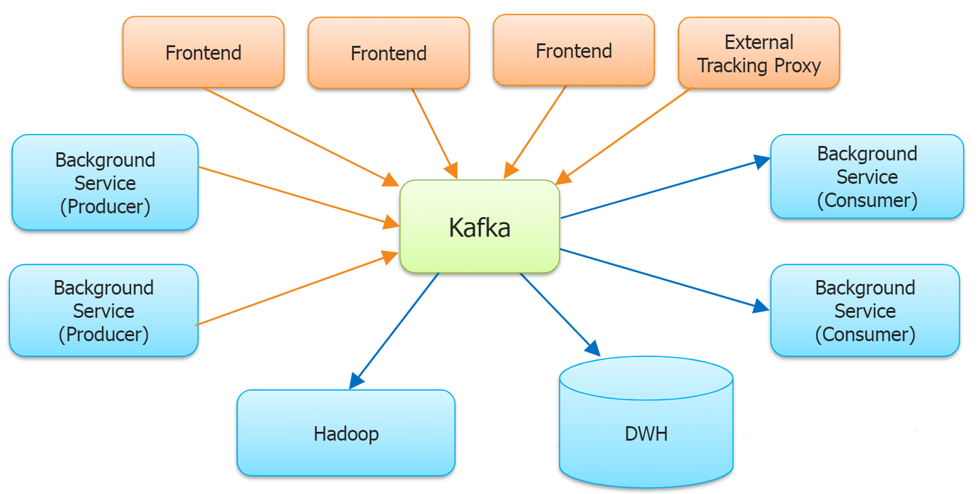 Frontend
Frontend
Frontend
External
Tracking Proxy
Background
Service
(Producer)
Background
Service
(Consumer)
Kafka
Background
Service
(Producer)
Background
Service
(Consumer)
Hadoop
DWH